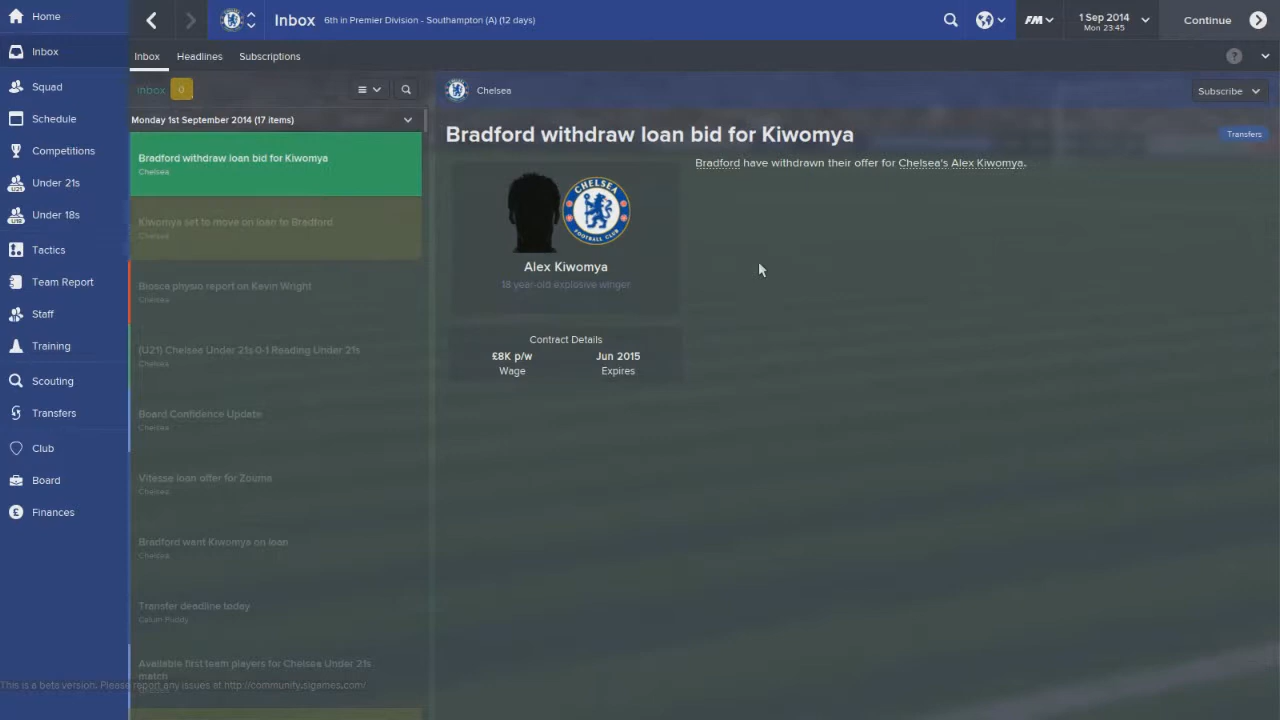 Home
Inbox
Squad
Schedule
Competitions
Under 21s
Under 18s
Tactics
Team Report
Staff
Training
Scouting
Transfers
Club
Board
Finances
Inbox 6th in Premier Division - Southampton (A) (12 days)
FM
1 Sep 2014
Mon 23:45
Continue
Inbox Headlines Subscriptions
?
Inbox 0
Monday 1st September 2014 (17 items)
Bradford withdraw loan bid for Kiwomya
Chelsea
Kiwomya set to move on loan to Bradford
Chelsea
Biosca physio report on Kevin Wright
Chelsea
(U21) Chelsea Under 21s 0-1 Reading Under 21s
Chelsea
Board Confidence Update
Chelsea
Vitesse loan offer for Zouma
Chelsea
Bradford want Kiwomya on loan
Chelsea
Transfer deadline today
Calum Puddy
Available first team players for Chelsea Under 21s
match
Chelsea
This is a beta version. Please report any issues at http://community.sigames.com/
Chelsea
Subscribe
Bradford withdraw loan bid for Kiwomya
Transfers
Bradford have withdrawn their offer for Chelsea's Alex Kiwomya.
CHELSEA
FOOTBALL CLUB
Alex Kiwomya
18 year-old explosive winger
Contract Details
£8K p/w Jun 2015
Wage Expires